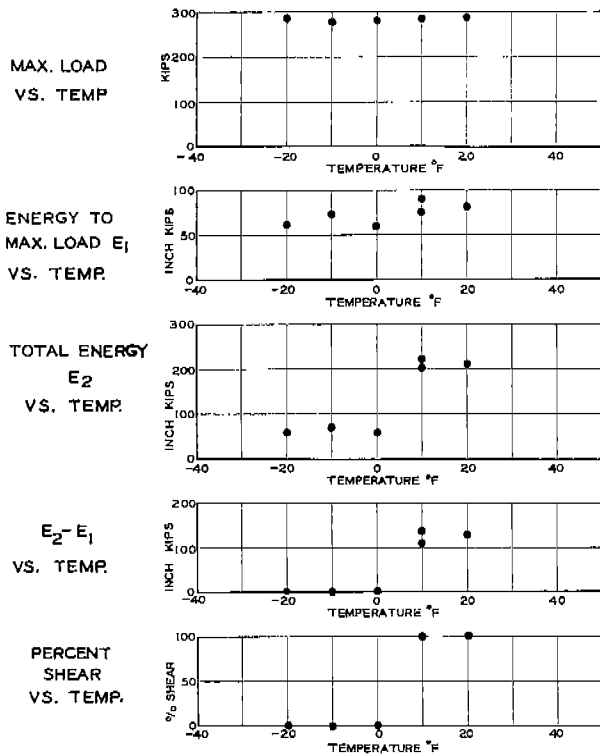 MAX. LOAD
VS. TEMP
KIPS
300
200
100
0
-40 -20 0 20 40
TEMPERATURE °F
ENERGY TO
MAX. LOAD E1
VS. TEMP.
INCH KIPS
100
50
0
-40 -20 0 20 40
TEMPERATURE °F
TOTAL ENERGY
E2
VS. TEMP.
INCH KIPS
300
200
100
0
-40 -20 0 20 40
TEMPERATURE °F
E2-E1
VS. TEMP.
INCH KIPS
200
100
0
-40 -20 0 20 40
TEMPERATURE °F
PERCENT
SHEAR
VS. TEMP.
% SHEAR
100
50
0
-40 -20 0 20 40
TEMPERATURE °F